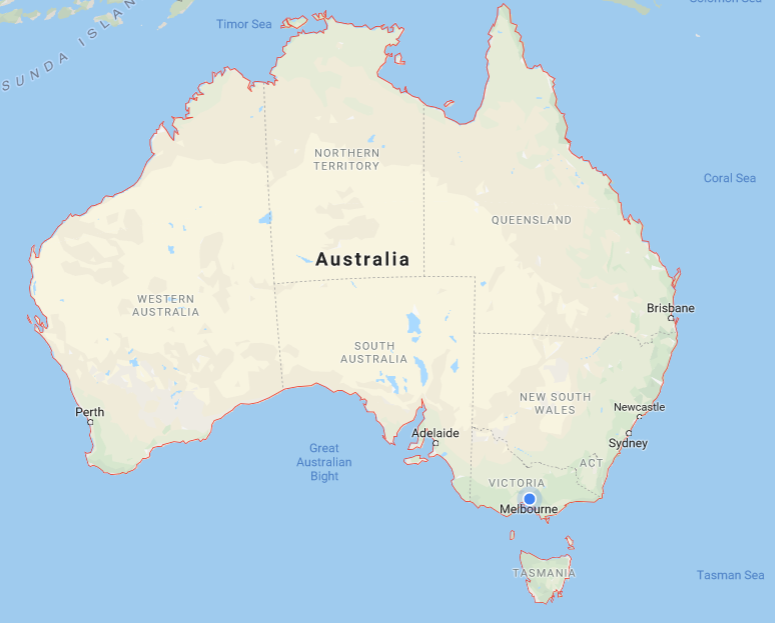 Solomon Sea
Timor Sea
SUNDA ISLAN
NORTHERN
TERRITORY
Coral Sea
QUEENSLAND
Australia
WESTERN
AUSTRALIA
Brisbane
SOUTH
AUSTRALIA
NEW SOUTH
WALES
Newcastle
Perth
Adelaide
Sydney
Great
Australian
Bight
ACT
VICTORIA
Melbourne
TASMANIA
Tasman Sea